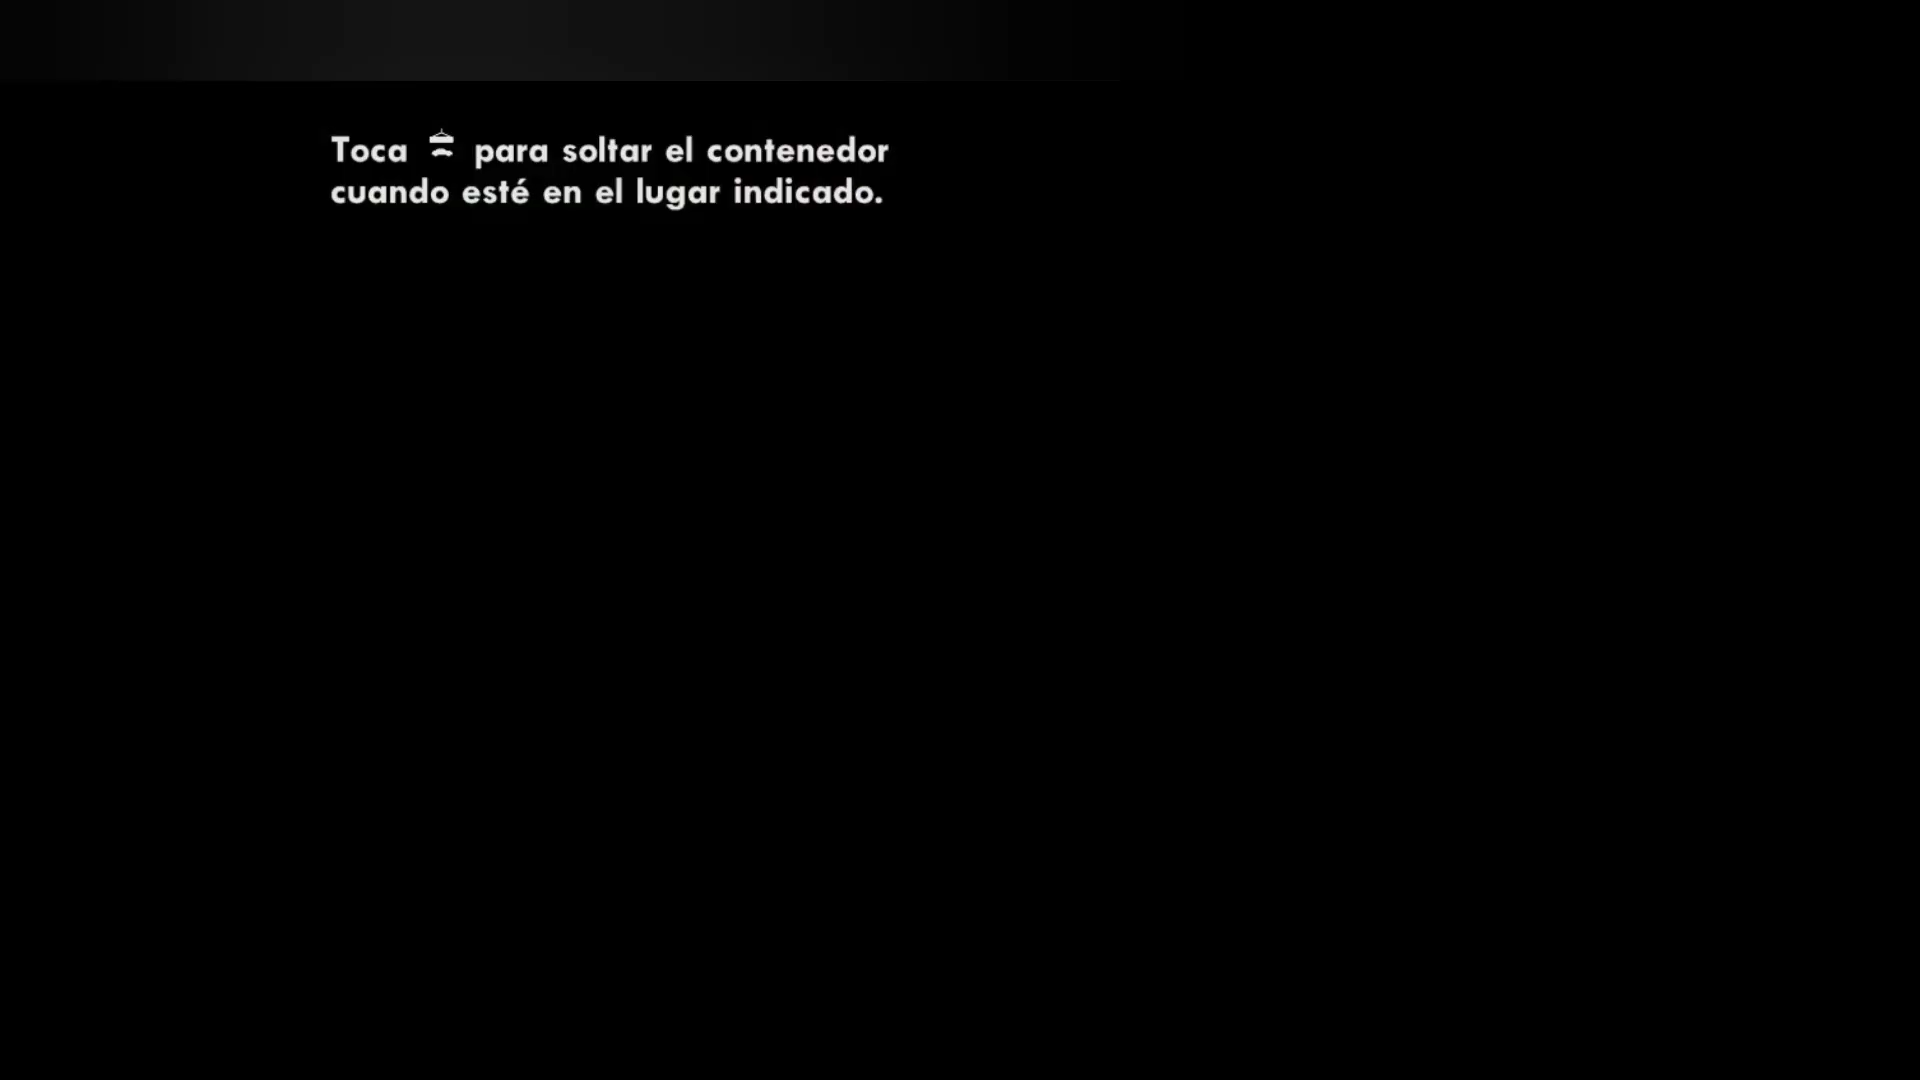 Toca para soltar el contenedor
cuando esté en el lugar indicado.